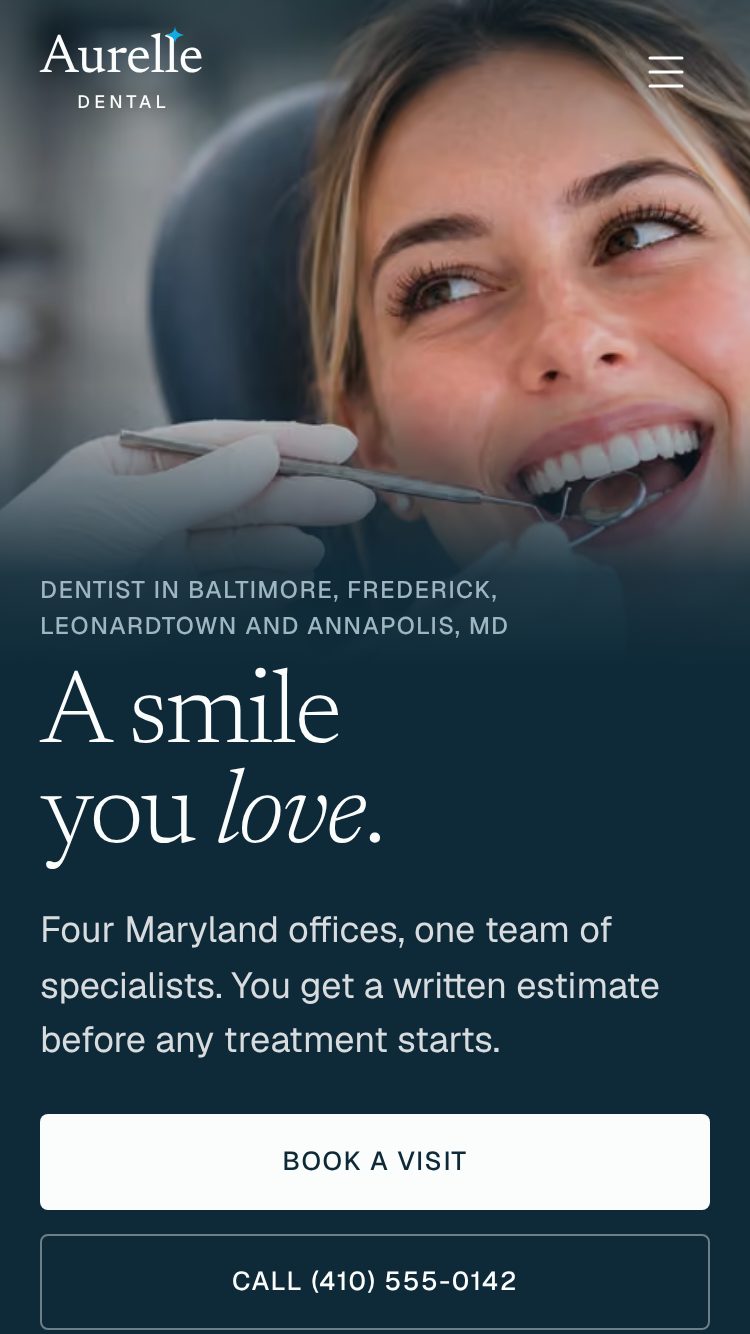 Aurelle
DENTAL
DENTIST IN BALTIMORE, FREDERICK,
LEONARDTOWN AND ANNAPOLIS, MD
A smile
you love.
Four Maryland offices, one team of
specialists. You get a written estimate
before any treatment starts.
BOOK A VISIT
CALL (410) 555-0142